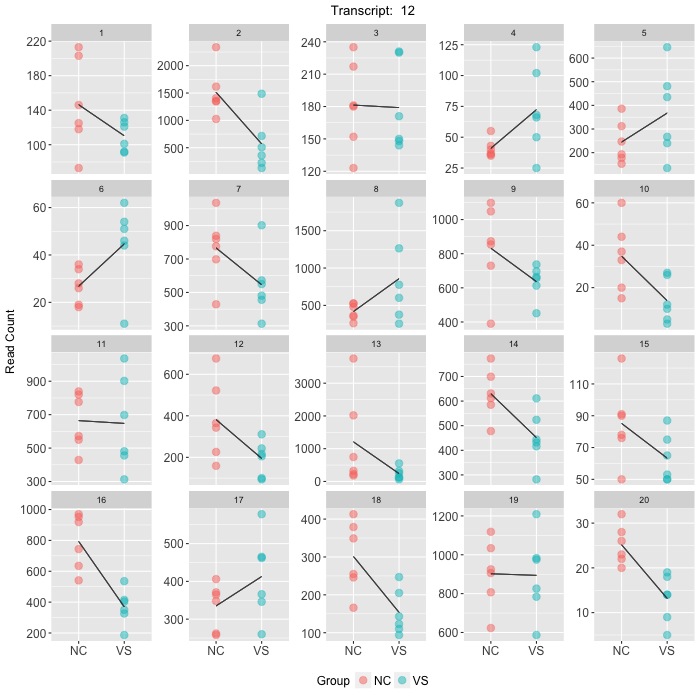 Transcript: 12
1 2 3 4 5
220 180 140 100
2000 1500 1000 500
240 210 180 150 120
125 100 75 50 25
600 500 400 300 200
6 7 8 9 10
60 40 20
900 700 500 300
1500 1000 500
1000 800 600 400
60 40 20
Read Count
11 12 13 14 15
900 700 500 300
600 400 200
3000 2000 1000 0
700 600 500 400 300
110 90 70 50
16 17 18 19 20
1000 800 600 400 200
500 400 300
400 300 200 100
1200 1000 800 600
30 20 10
NC VS NC VS NC VS NC VS NC VS
Group NC VS